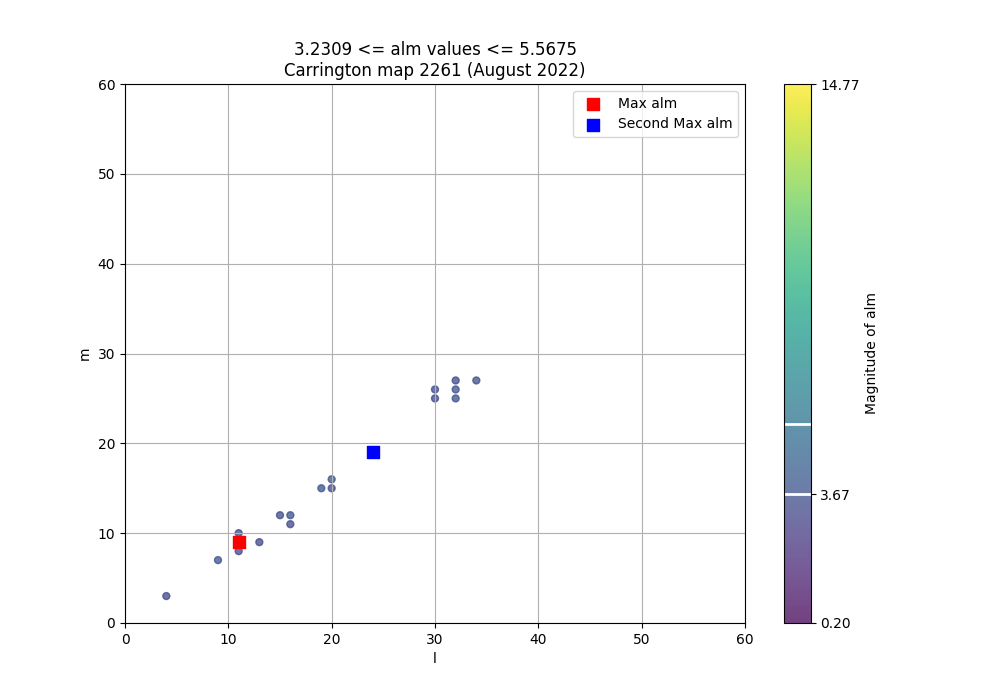 3.2309 <= alm values <= 5.5675
Carrington map 2261 (August 2022)
Max alm
Second Max alm
60
50
40
30
20
10
0
m
0 10 20 30 40 50 60
l
14.77
3.67
0.20
Magnitude of alm